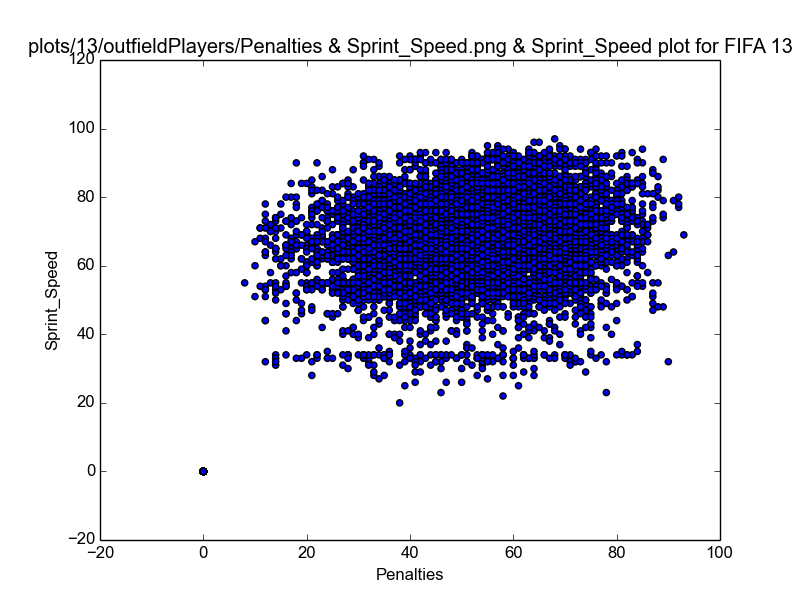 plots/13/outfieldPlayers/Penalties & Sprint_Speed.png & Sprint_Speed plot for FIFA 13
120
100
80
60
40
20
0
−20
Sprint_Speed
−20 0 20 40 60 80 100
Penalties